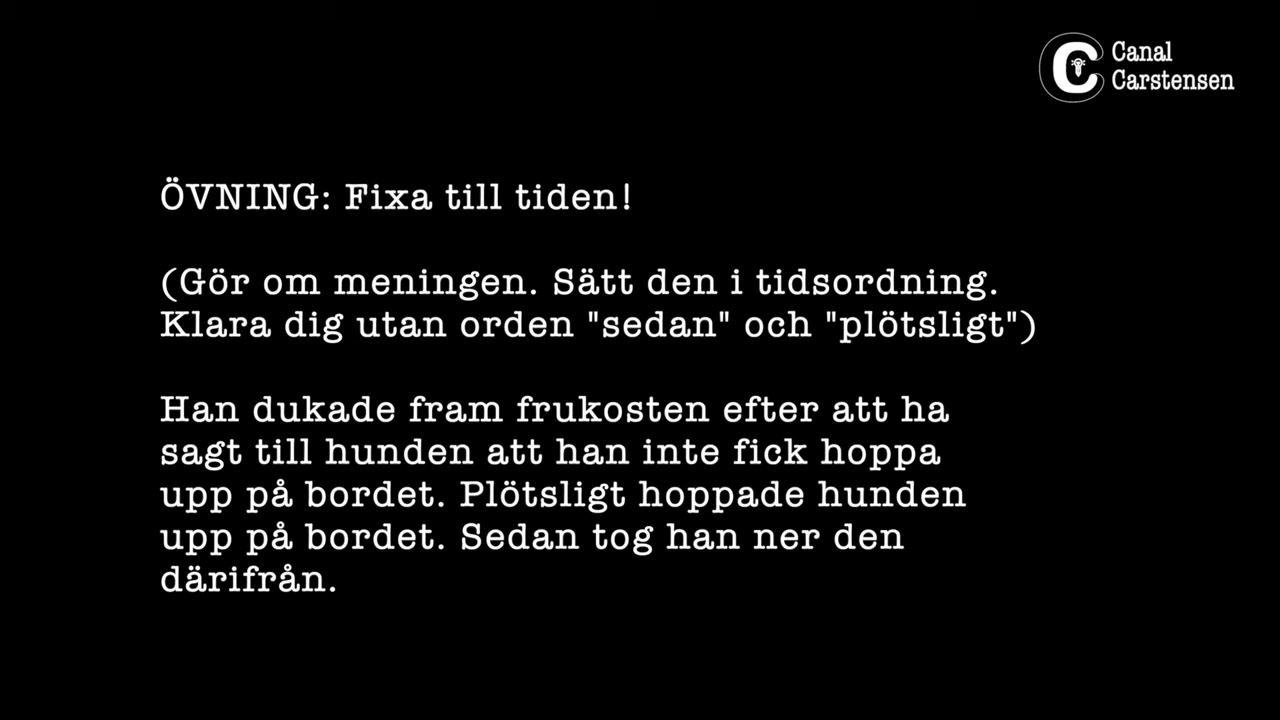 Canal
Carstensen
ÖVNING: Fixa till tiden!
(Gör om meningen. Sätt den i tidsordning.
Klara dig utan orden "sedan" och "plötsligt")
Han dukade fram frukosten efter att ha
sagt till hunden att han inte fick hoppa
upp på bordet. Plötsligt hoppade hunden
upp på bordet. Sedan tog han ner den
därifrån.